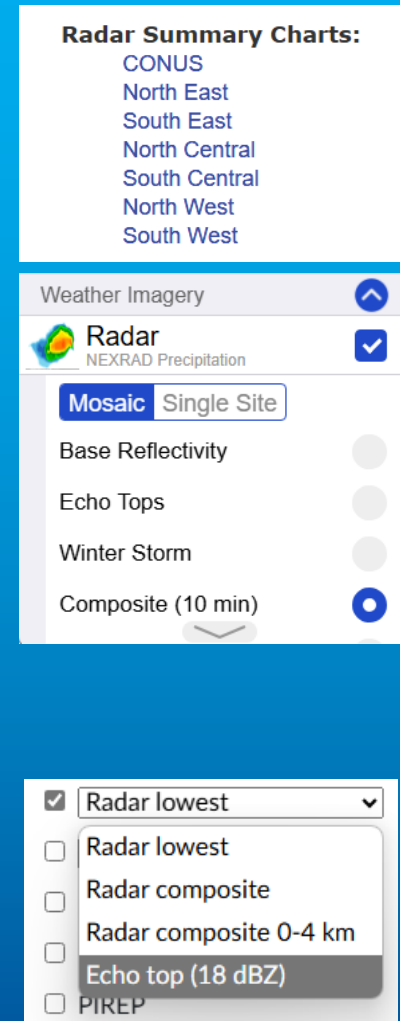 Radar Summary Charts:
CONUS
North East
South East
North Central
South Central
North West
South West
Weather Imagery
Radar
NEXRAD Precipitation
Mosaic Single Site
Base Reflectivity
Echo Tops
Winter Storm
Composite (10 min)
Radar lowest
Radar lowest
Radar composite
Radar composite 0-4 km
Echo top (18 dBZ)
PIREP